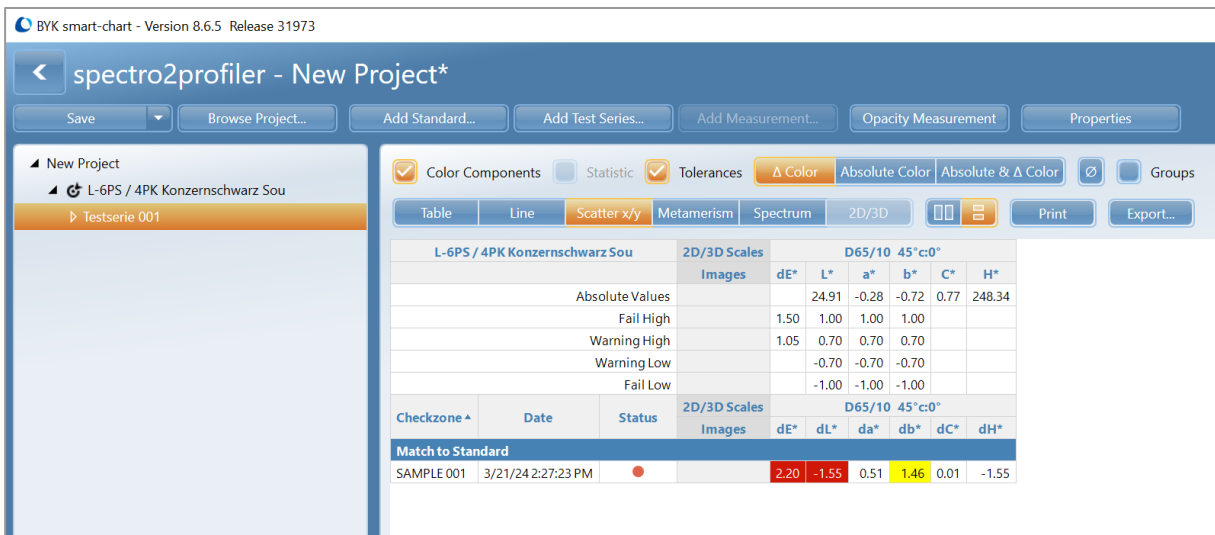 BYK smart-chart - Version 8.6.5 Release 31973
spectro2profiler - New Project*
Save Browse Project... Add Standard... Add Test Series... Add Measurement... Opacity Measurement Properties
New Project
L-6PS / 4PK Konzernschwarz Sou
Testserie 001
Color Components Statistic Tolerances Δ Color Absolute Color Absolute & Δ Color Ø Groups
Table Line Scatter x/y Metamerism Spectrum 2D/3D Print Export...
L-6PS / 4PK Konzernschwarz Sou 2D/3D Scales D65/10 45°c:0°
Images dE* L* a* b* C* H*
Absolute Values 24.91 -0.28 -0.72 0.77 248.34
Fail High 1.50 1.00 1.00 1.00
Warning High 1.05 0.70 0.70 0.70
Warning Low -0.70 -0.70 -0.70
Fail Low -1.00 -1.00 -1.00
Checkzone Date Status 2D/3D Scales D65/10 45°c:0°
Images dE* dL* da* db* dC* dH*
Match to Standard
SAMPLE 001 3/21/24 2:27:23 PM 2.20 -1.55 0.51 1.46 0.01 -1.55